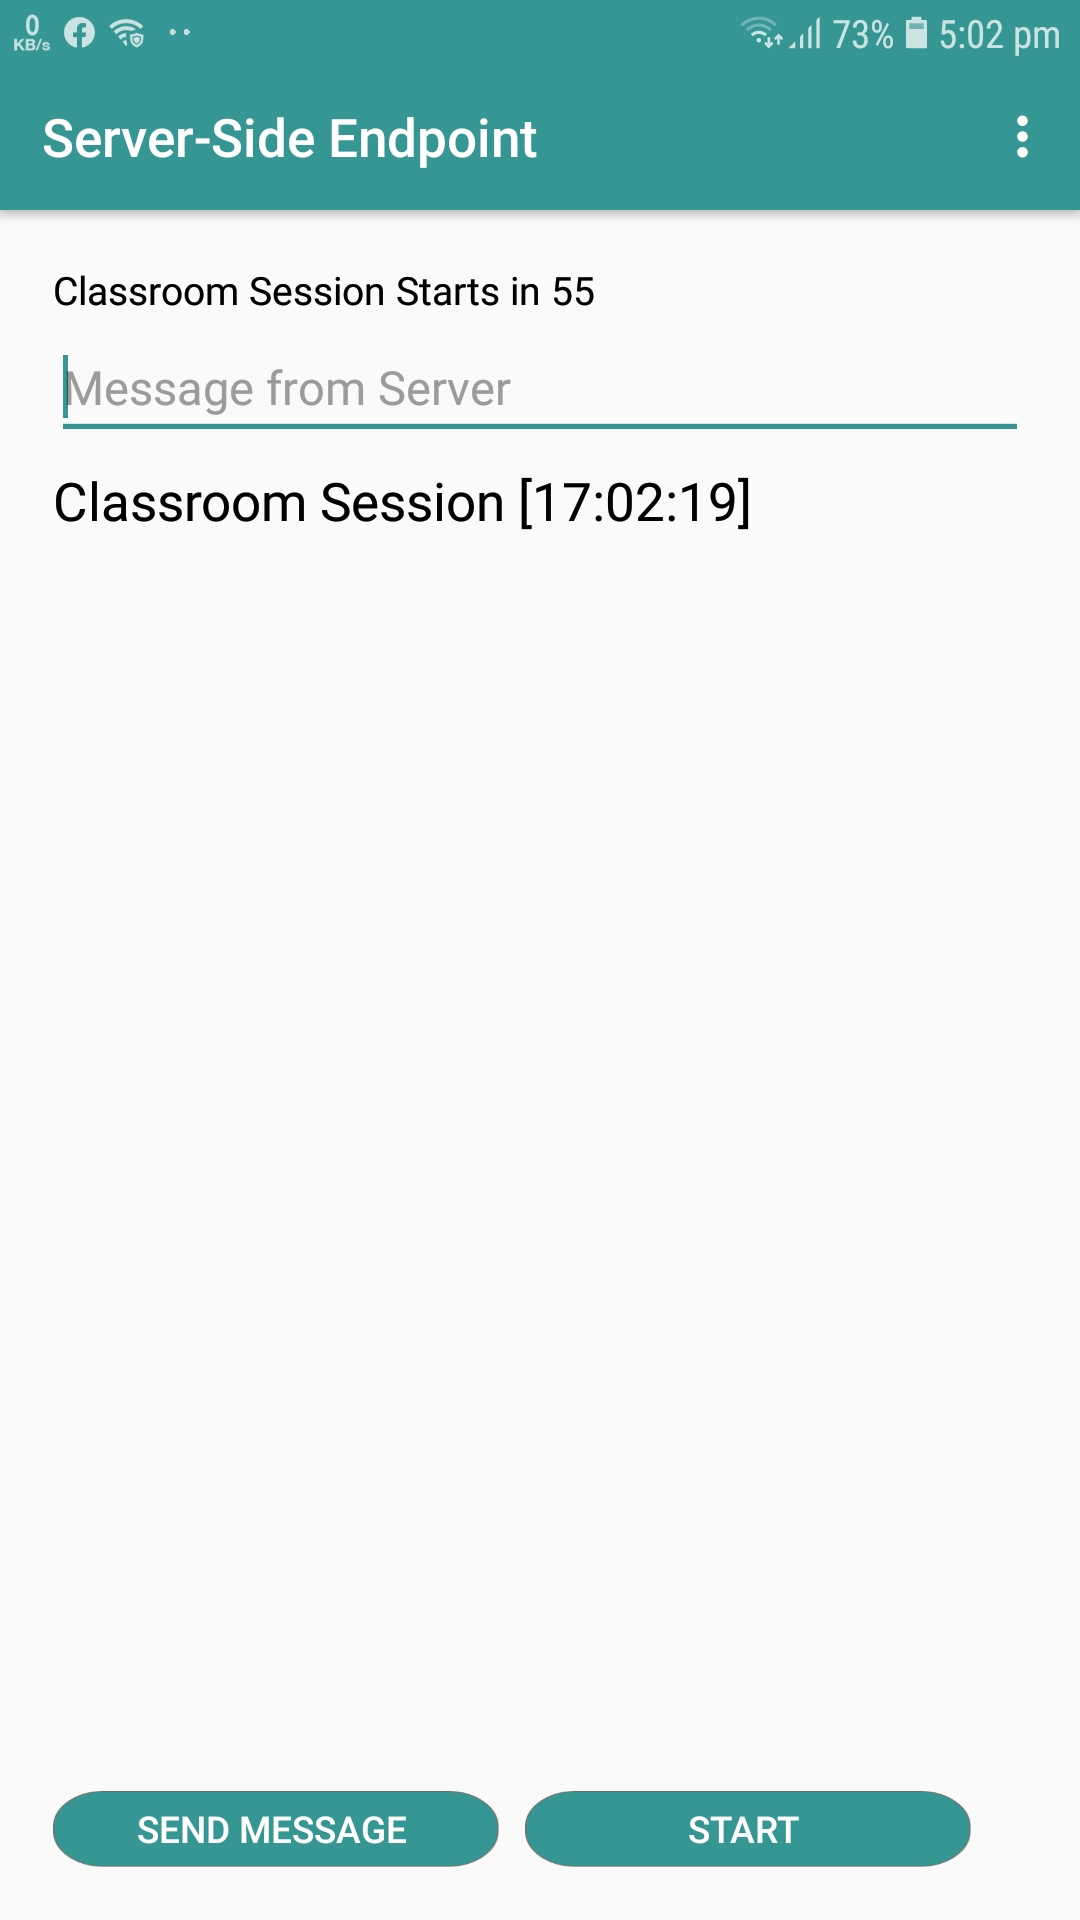 0
KB/s
73%
5:02 pm
Server-Side Endpoint
Classroom Session Starts in 55
Message from Server
Classroom Session [17:02:19]
SEND MESSAGE
START